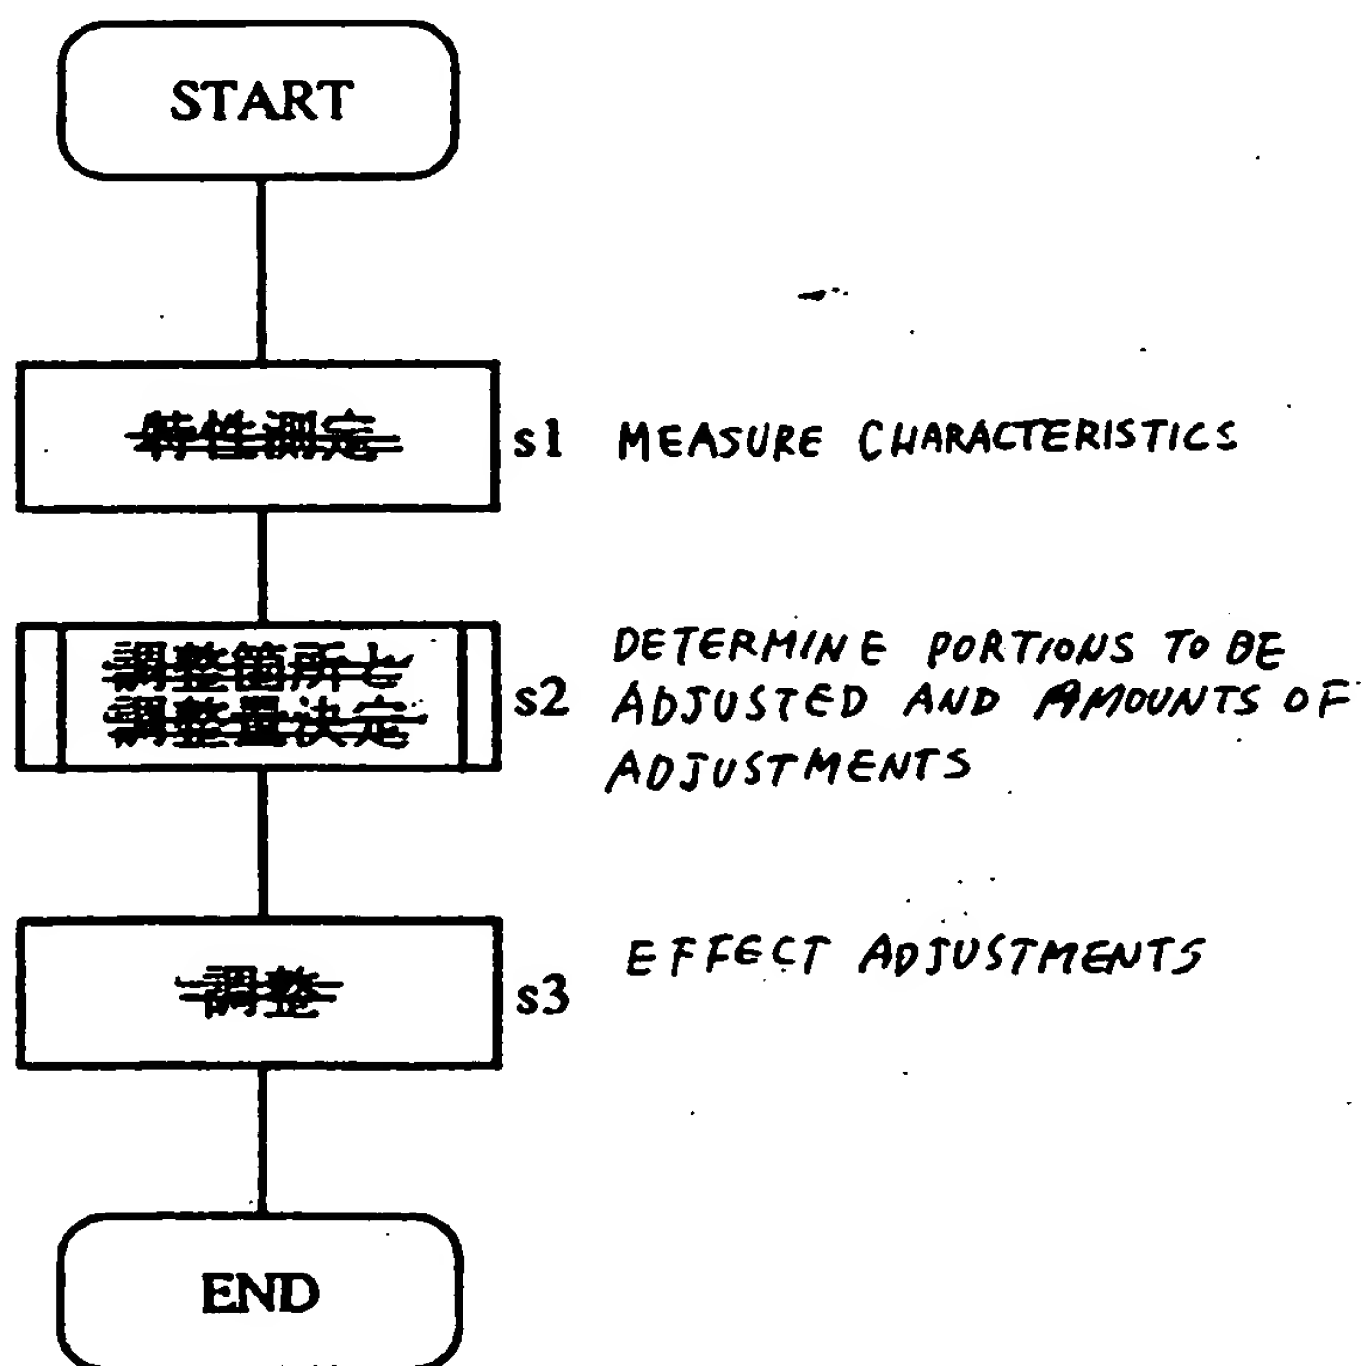 START
特性測定
s1 MEASURE CHARACTERISTICS
調整箇所と
調整量決定
s2
DETERMINE PORTIONS TO BE
ADJUSTED AND AMOUNTS OF
ADJUSTMENTS
調整
s3
EFFECT ADJUSTMENTS
END